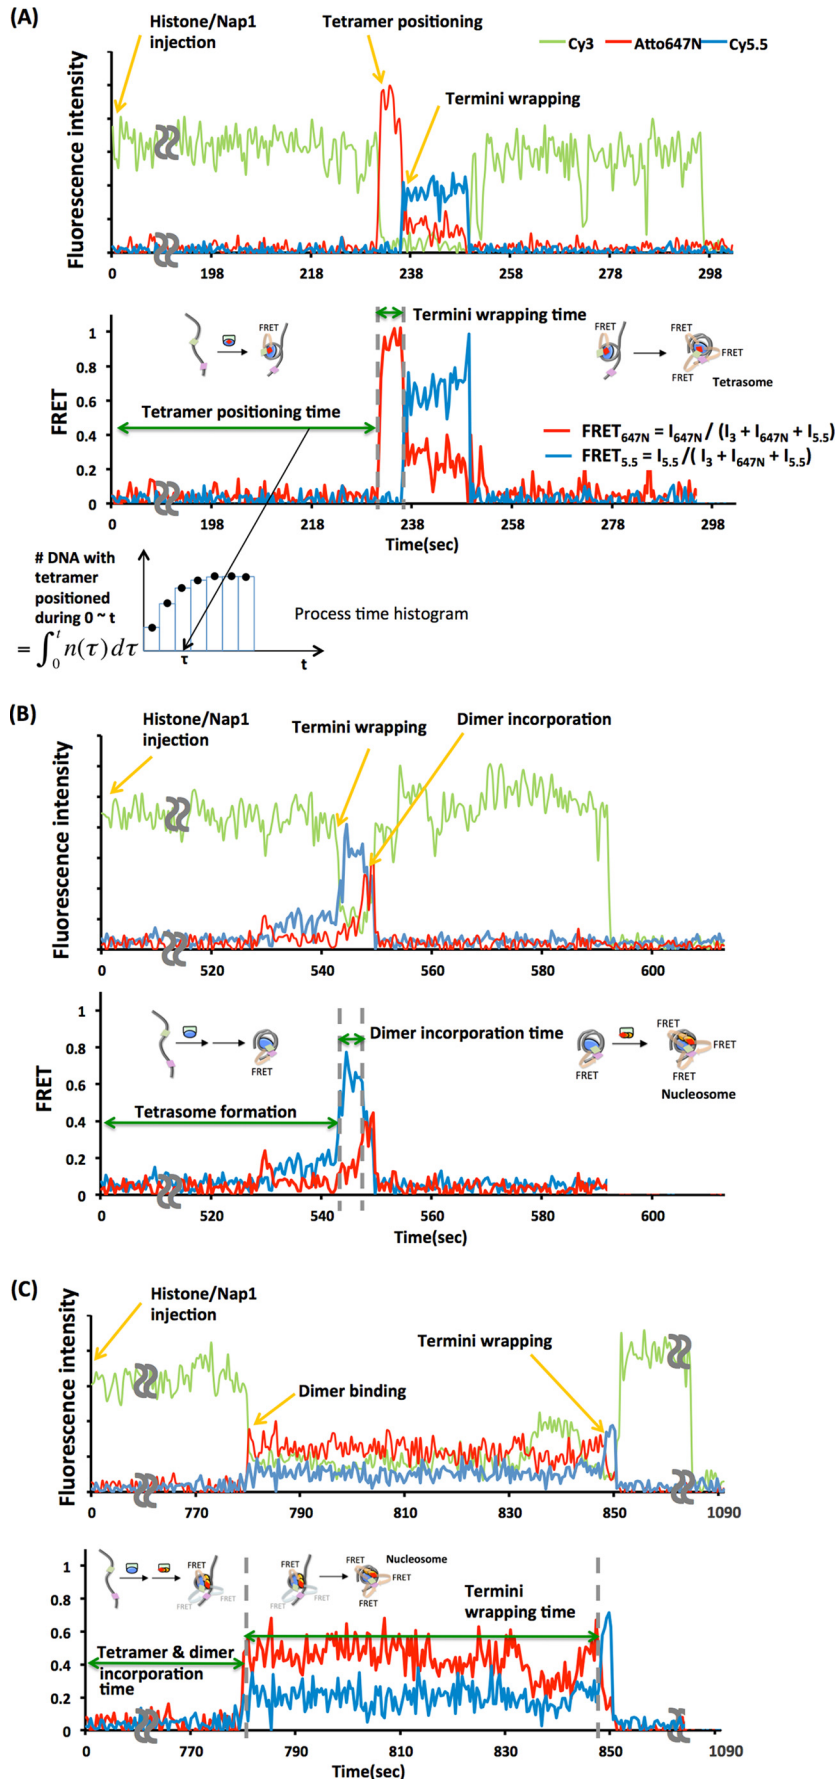 (A)
Histone/Nap1
injection
Tetramer positioning
Cy3 Atto647N Cy5.5
Termini wrapping
Fluorescence intensity
0 198 218 238 258 278 298
FRET
1
0.8
0.6
0.4
0.2
0
FRET
Termini wrapping time
FRET
FRET
FRET
FRET
Tetrasome
Tetramer positioning time
FRET647N = I647N / (I3 + I647N + I5.5)
FRET5.5 = I5.5 /( I3 + I647N + I5.5)
0 198 218 238 258 278 298
Time(sec)
# DNA with
tetramer
positioned
during 0 ~ t
= ∫0t n(τ)dτ
τ
t
Process time histogram
(B)
Histone/Nap1
injection
Termini wrapping
Dimer incorporation
Fluorescence intensity
0 520 540 560 580 600
FRET
1
0.8
0.6
0.4
0.2
0
FRET
Dimer incorporation time
FRET
FRET
FRET
FRET
Nucleosome
Tetrasome formation
0 520 540 560 580 600
Time(sec)
(C)
Histone/Nap1
injection
Termini wrapping
Dimer binding
Fluorescence intensity
0 770 790 810 830 850 1090
FRET
1
0.8
0.6
0.4
0.2
0
FRET
FRET
FRET
FRET
FRET
FRET
Nucleosome
FRET
FRET
FRET
Termini
wrapping time
Tetramer & dimer
incorporation
time
0 770 790 810 830 850 1090
Time(sec)